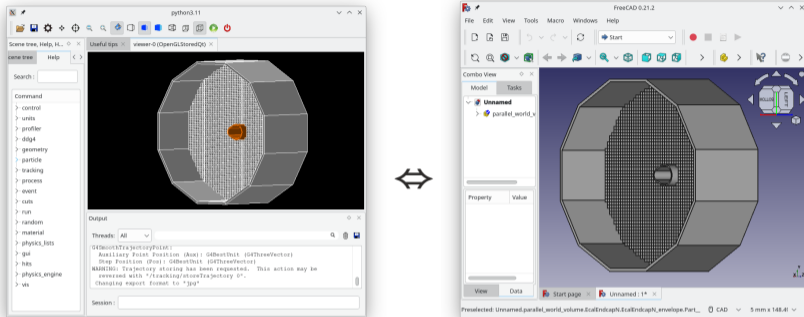 python3.11
Scene tree, Help, H...
Useful tips
viewer-0 (OpenGLStoredQt)
cene tree
Help
Search :
Command
control
units
profiler
ddg4
geometry
particle
tracking
process
event
cuts
run
random
material
physics_lists
gui
hits
physics_engine
vis
Output
Threads: All
G4SmoothTrajectoryPoint:
Auxiliary Point Position (Aux): G4BestUnit (G4ThreeVector)
Step Position (Pos): G4BestUnit (G4ThreeVector)
WARNING: Trajectory storing has been requested. This action may be
reversed with "/tracking/storeTrajectory 0".
Changing export format to "jpg"
Session :
FreeCAD 0.21.2
File Edit View Tools Macro Windows Help
Start
Combo View
Model
Tasks
Unnamed
parallel_world_v
Property
Value
View
Data
Start page
Unnamed : 1*
Preselected: Unnamed.parallel_world_volume.EcalEndcapN.EcalEndcapN_envelope.Part_
CAD
5 mm x 148.4